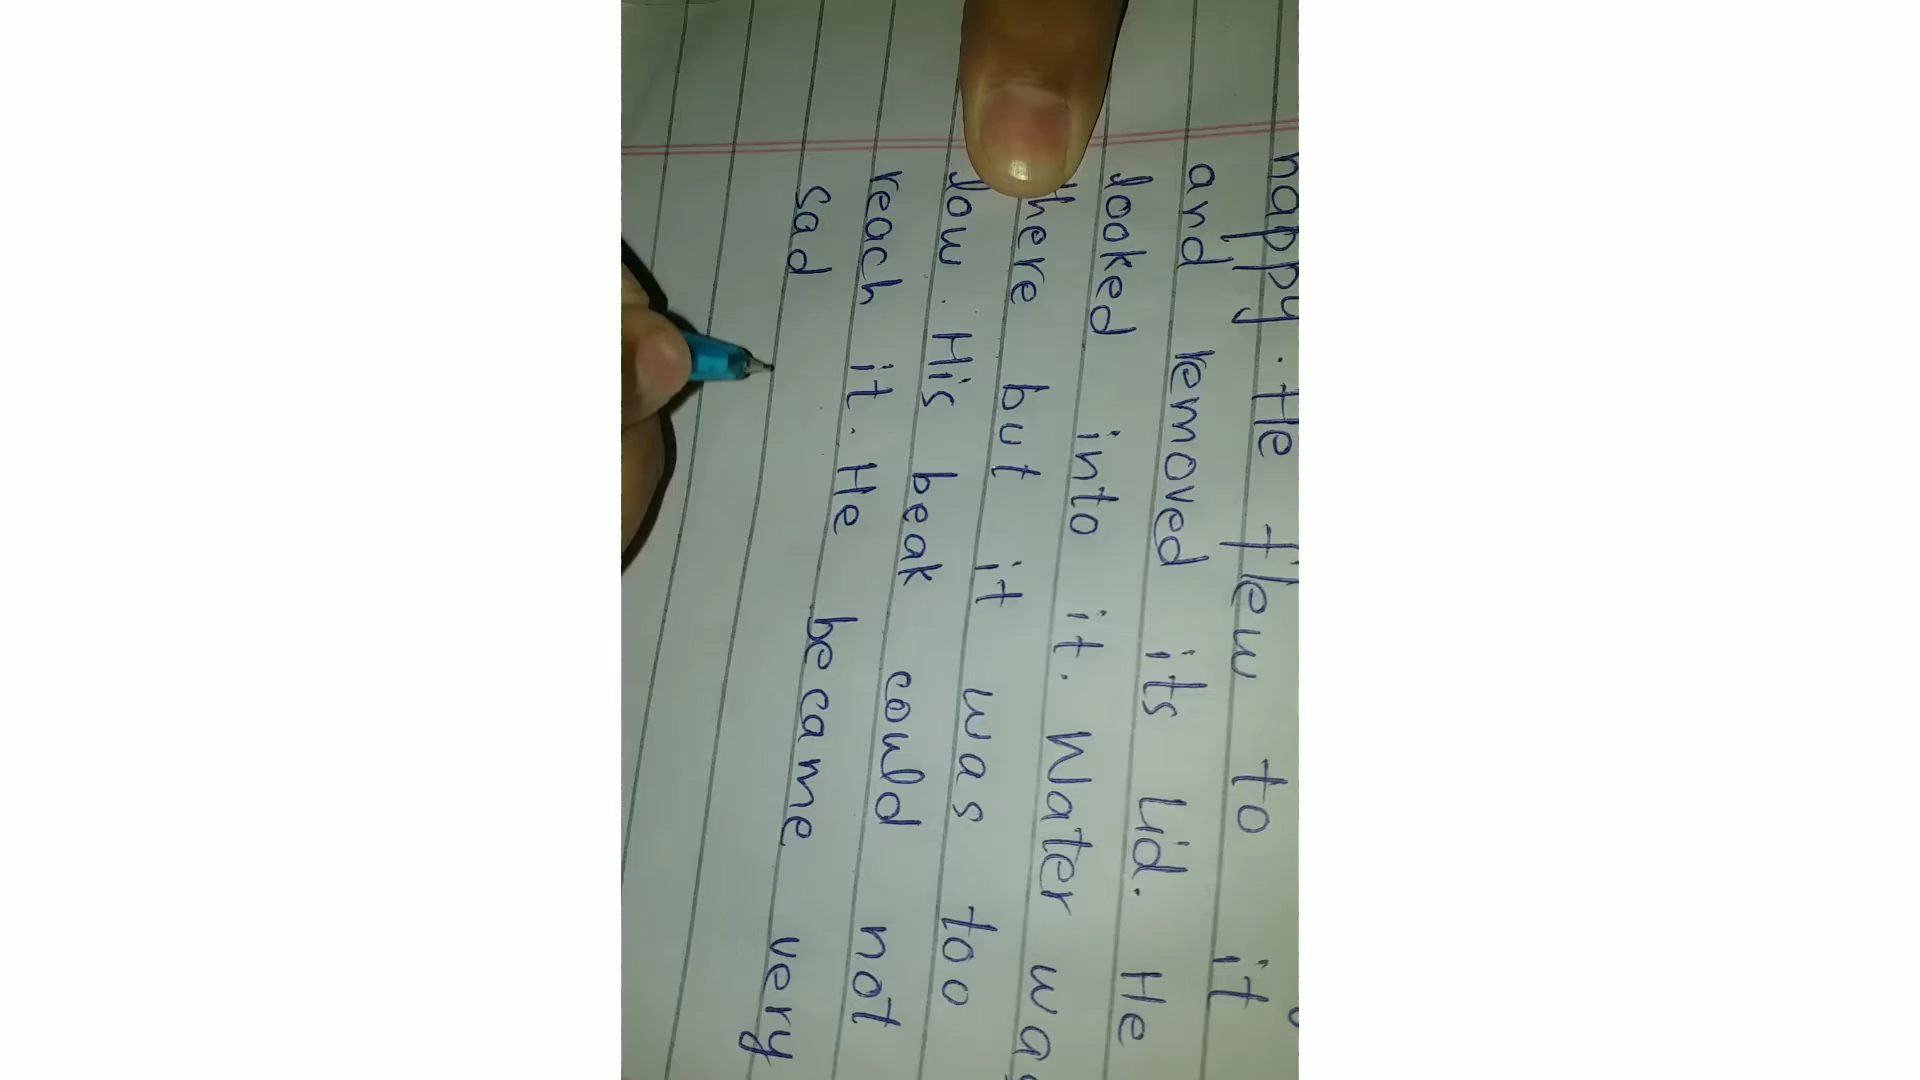 happy. He flew to it
and removed its lid. He
looked into it. Water was
there but it was too
low. His beak could not
reach it. He became very
sad